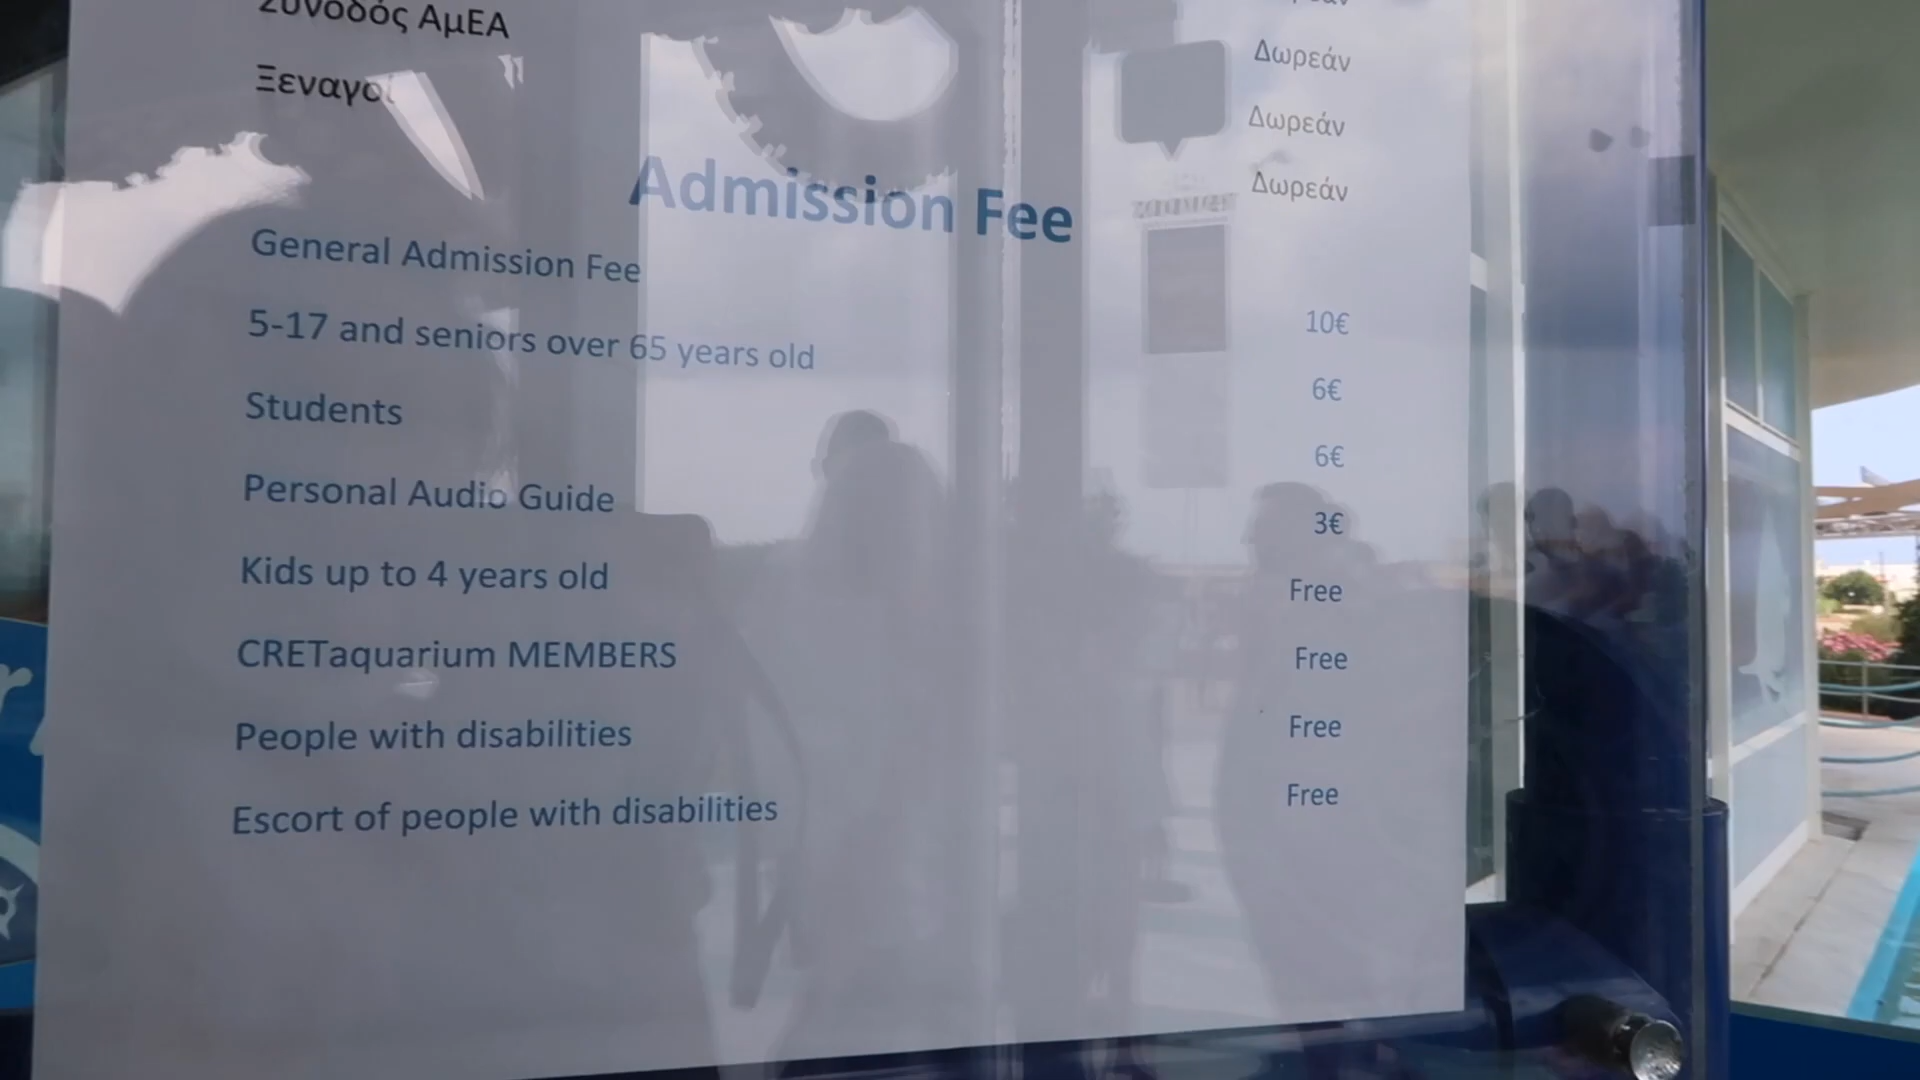 Συνοδός ΑμΕΑ
Δωρεάν
Ξεναγοί Δωρεάν
Δωρεάν
Admission Fee
General Admission Fee 10€
5-17 and seniors over 65 years old 6€
Students 6€
Personal Audio Guide 3€
Kids up to 4 years old Free
CRETaquarium MEMBERS Free
People with disabilities Free
Escort of people with disabilities Free